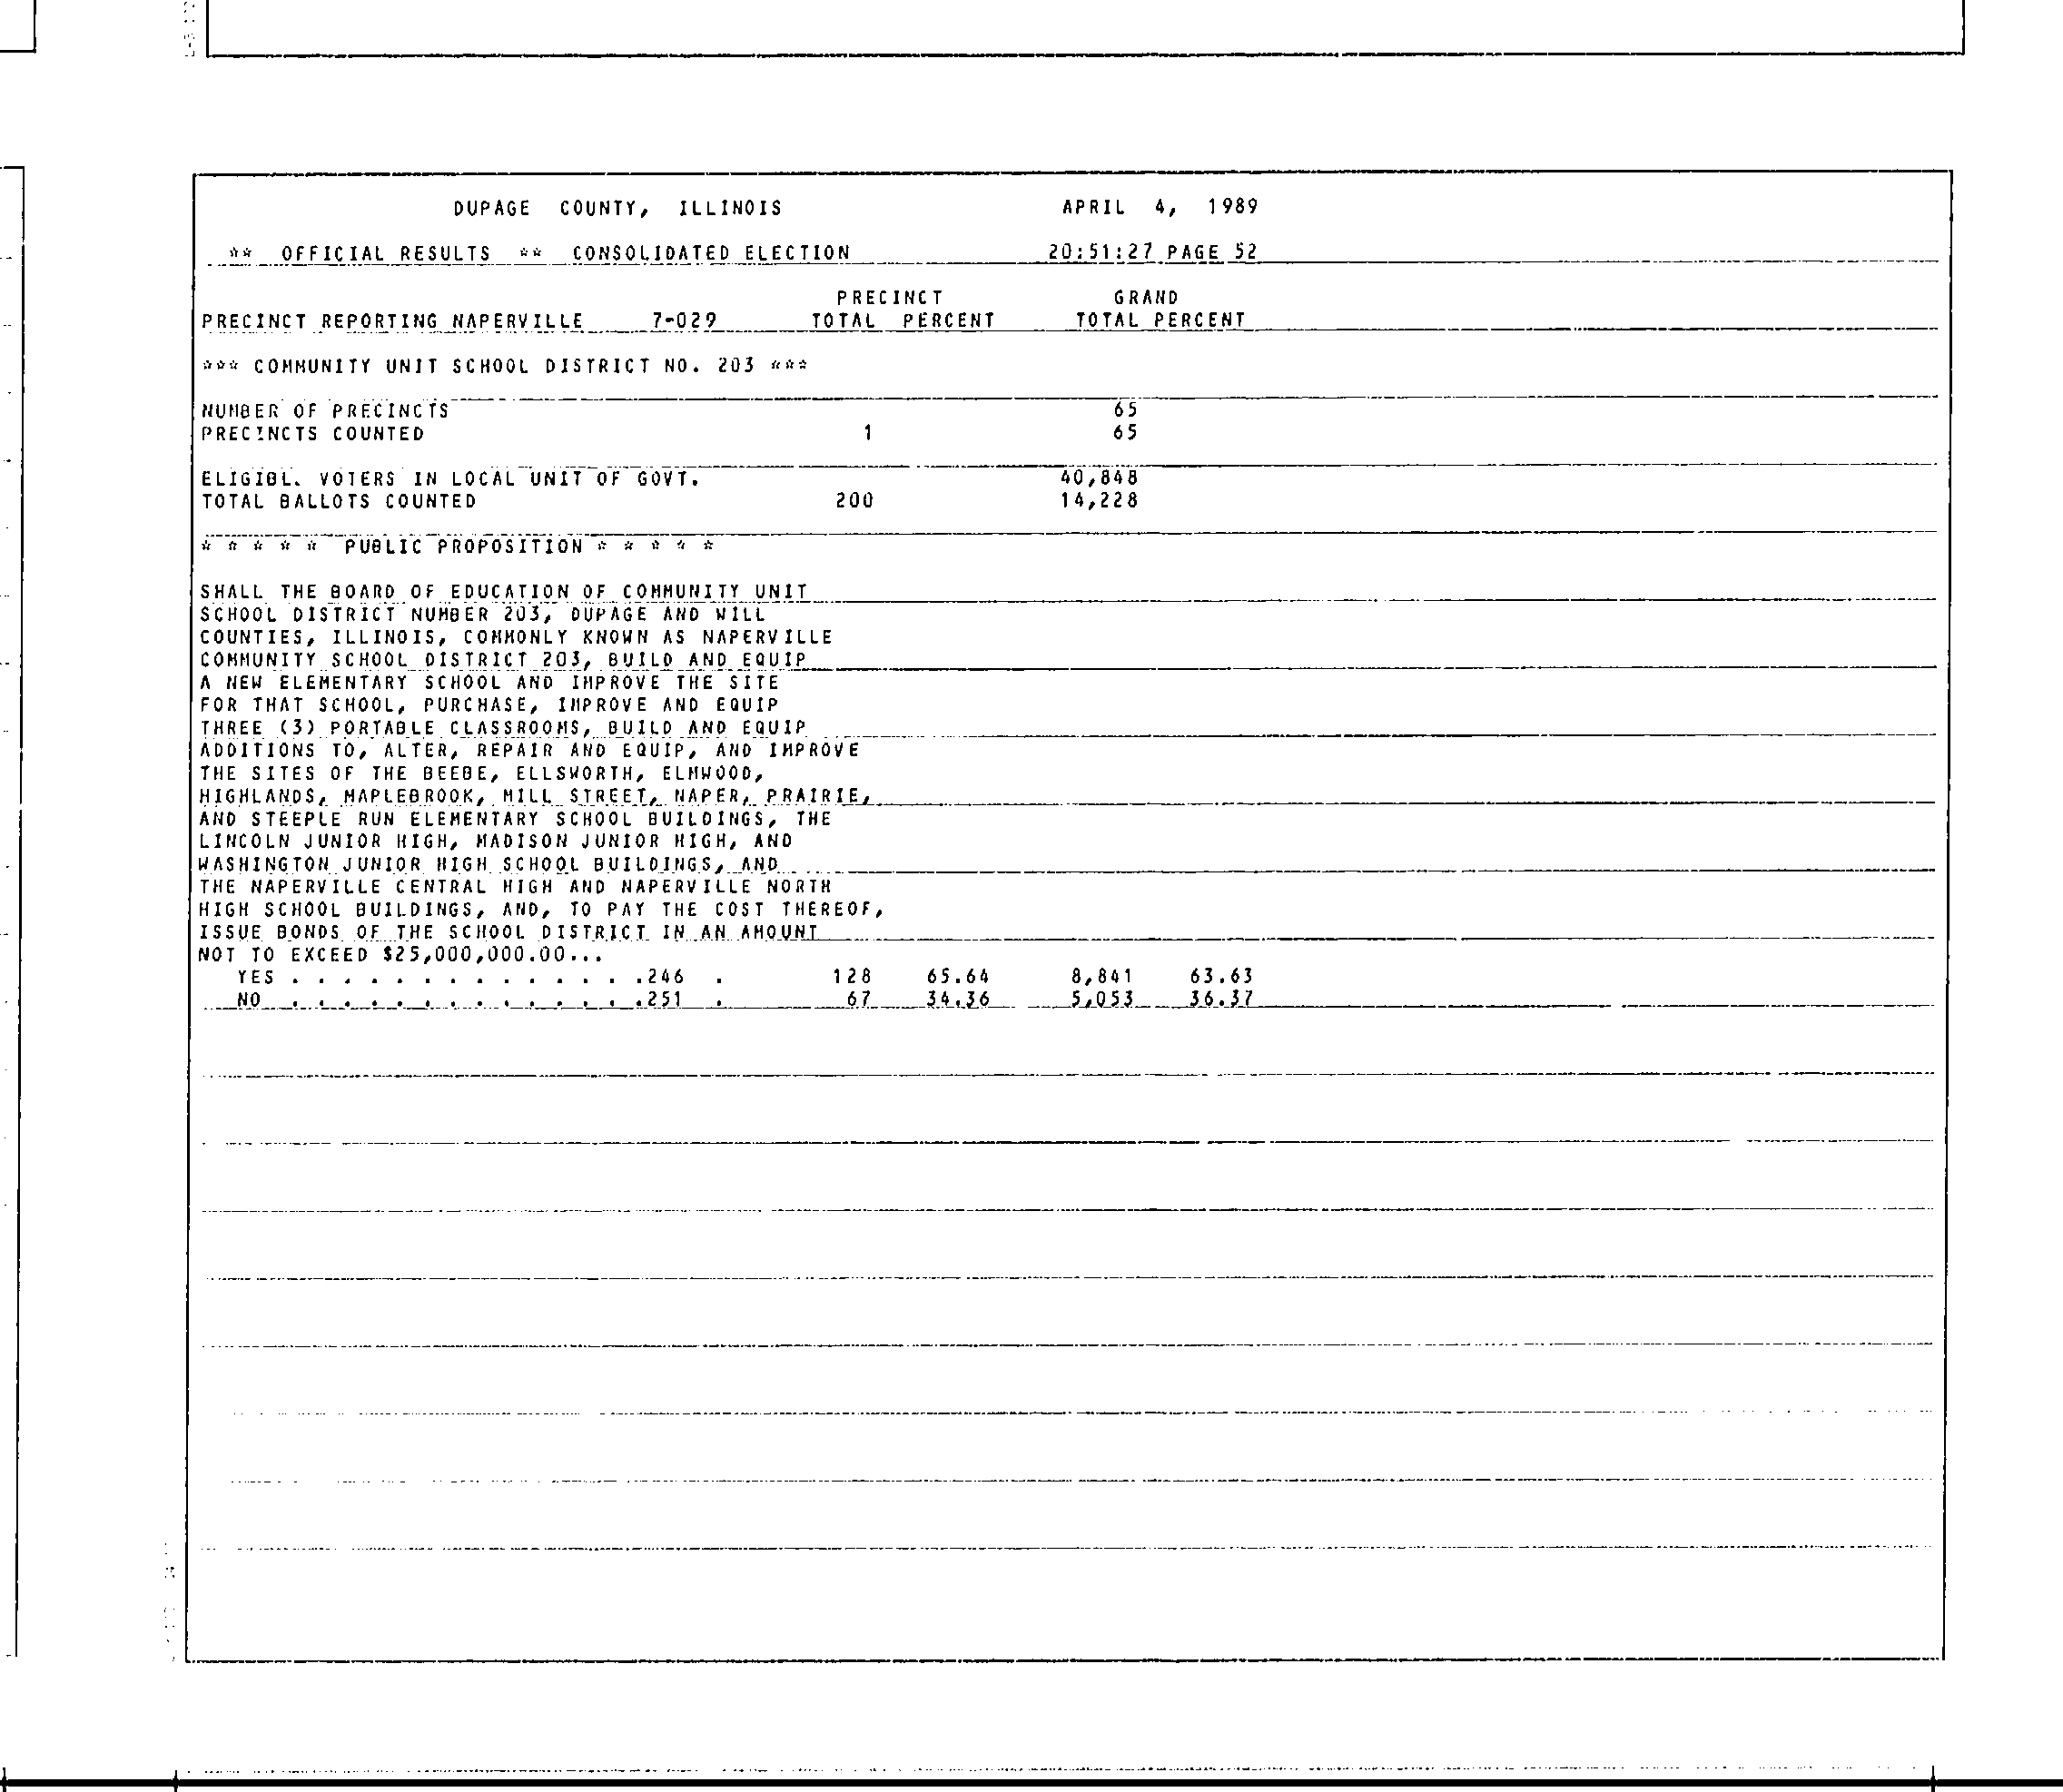 DUPAGE COUNTY, ILLINOIS APRIL 4, 1989
** OFFICIAL RESULTS ** CONSOLIDATED ELECTION 20:51:27 PAGE 52
PRECINCT GRAND
PRECINCT REPORTING NAPERVILLE 7-029 TOTAL PERCENT TOTAL PERCENT
*** COMMUNITY UNIT SCHOOL DISTRICT NO. 203 ***
NUMBER OF PRECINCTS 65
PRECINCTS COUNTED 1 65
ELIGIBL. VOTERS IN LOCAL UNIT OF GOVT. 40,848
TOTAL BALLOTS COUNTED 200 14,228
* * * * * PUBLIC PROPOSITION * * * * *
SHALL THE BOARD OF EDUCATION OF COMMUNITY UNIT
SCHOOL DISTRICT NUMBER 203, DUPAGE AND WILL
COUNTIES, ILLINOIS, COMMONLY KNOWN AS NAPERVILLE
COMMUNITY SCHOOL DISTRICT 203, BUILD AND EQUIP
A NEW ELEMENTARY SCHOOL AND IMPROVE THE SITE
FOR THAT SCHOOL, PURCHASE, IMPROVE AND EQUIP
THREE (3) PORTABLE CLASSROOMS, BUILD AND EQUIP
ADDITIONS TO, ALTER, REPAIR AND EQUIP, AND IMPROVE
THE SITES OF THE BEEBE, ELLSWORTH, ELMWOOD,
HIGHLANDS, MAPLEBROOK, MILL STREET, NAPER, PRAIRIE,
AND STEEPLE RUN ELEMENTARY SCHOOL BUILDINGS, THE
LINCOLN JUNIOR HIGH, MADISON JUNIOR HIGH, AND
WASHINGTON JUNIOR HIGH SCHOOL BUILDINGS, AND
THE NAPERVILLE CENTRAL HIGH AND NAPERVILLE NORTH
HIGH SCHOOL BUILDINGS, AND, TO PAY THE COST THEREOF,
ISSUE BONDS OF THE SCHOOL DISTRICT IN AN AMOUNT
NOT TO EXCEED $25,000,000.00...
YES . . . . . . . . . . . . . .246 . 128 65.64 8,841 63.63
NO . . . . . . . . . . . . . . .251 . 67 34.36 5,053 36.37